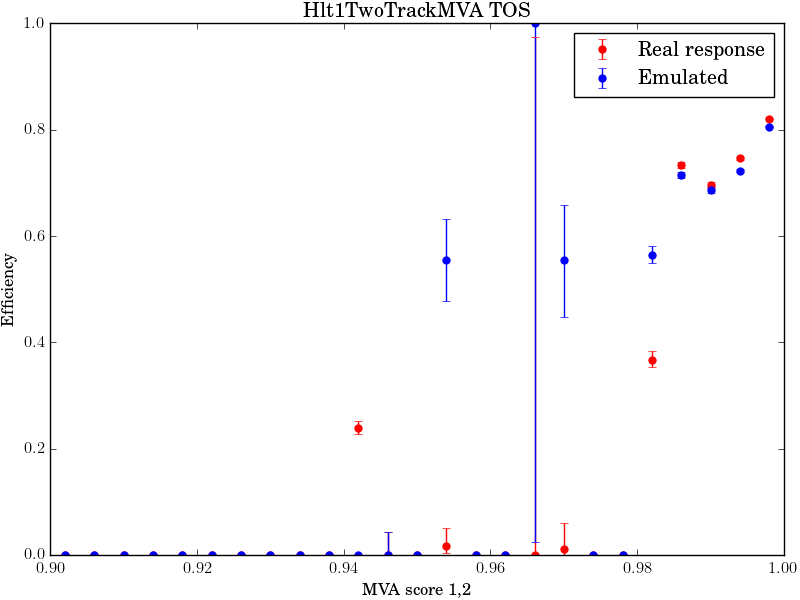 Hlt1TwoTrackMVA TOS
1.0
Real response
Emulated
0.8
0.6
Efficiency
0.4
0.2
0.0
0.90 0.92 0.94 0.96 0.98 1.00
MVA score 1,2